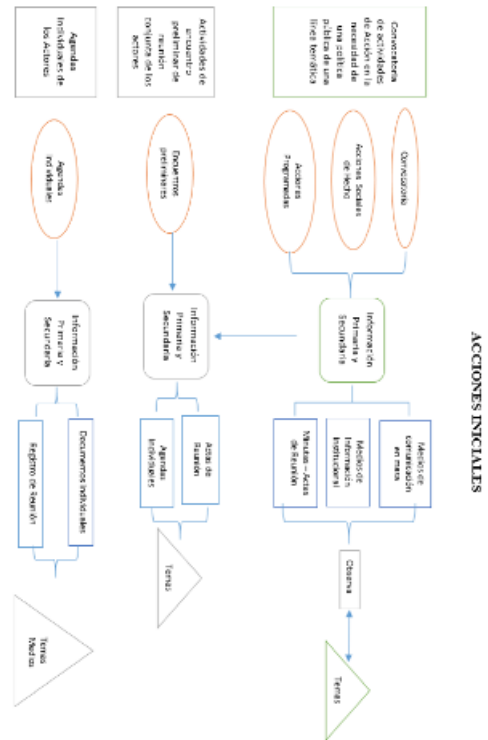 ACCIONES INICIALES
Convocatoria
de actividades
de Acción en la
necesidad de
una política
pública de una
línea temática
Convocatoria
Acciones Sociales
de Hecho
Acciones
Programadas
Información
Primaria y
Secundaria
Medios de
comunicación
en masa
Medios de
Información
Institucional
Minutas – Actas
de Reunión
Observa
Temas
Actividades de
encuentro
preliminar de
reunión
conjunta de los
actores
Encuentros
preliminares
Información
Primaria y
Secundaria
Actas de
Reunión
Agendas
Individuales
Temas
Agendas
Individuales de
los Actores
Agendas
Individuales
Información
Primaria y
Secundaria
Documentos Individuales
Registro de Reunión
Temas
Medios